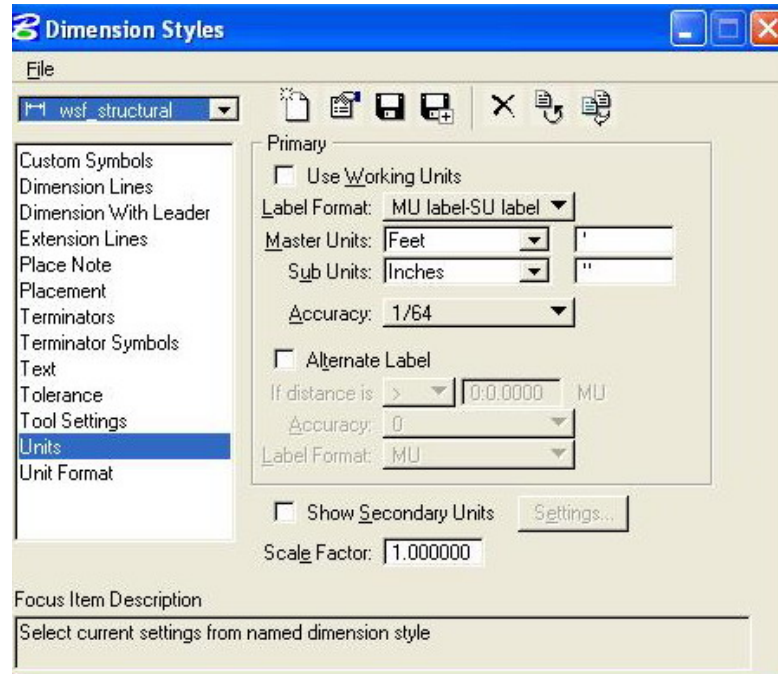 Dimension Styles
File
wsf_structural
Custom Symbols
Dimension Lines
Dimension With Leader
Extension Lines
Place Note
Placement
Terminators
Terminator Symbols
Text
Tolerance
Tool Settings
Units
Unit Format
Primary
Use Working Units
Label Format: MU label-SU label
Master Units: Feet '
Sub Units: Inches "
Accuracy: 1/64
Alternate Label
If distance is > 0:0.0000 MU
Accuracy: 0
Label Format: MU
Show Secondary Units Settings...
Scale Factor: 1.000000
Focus Item Description
Select current settings from named dimension style